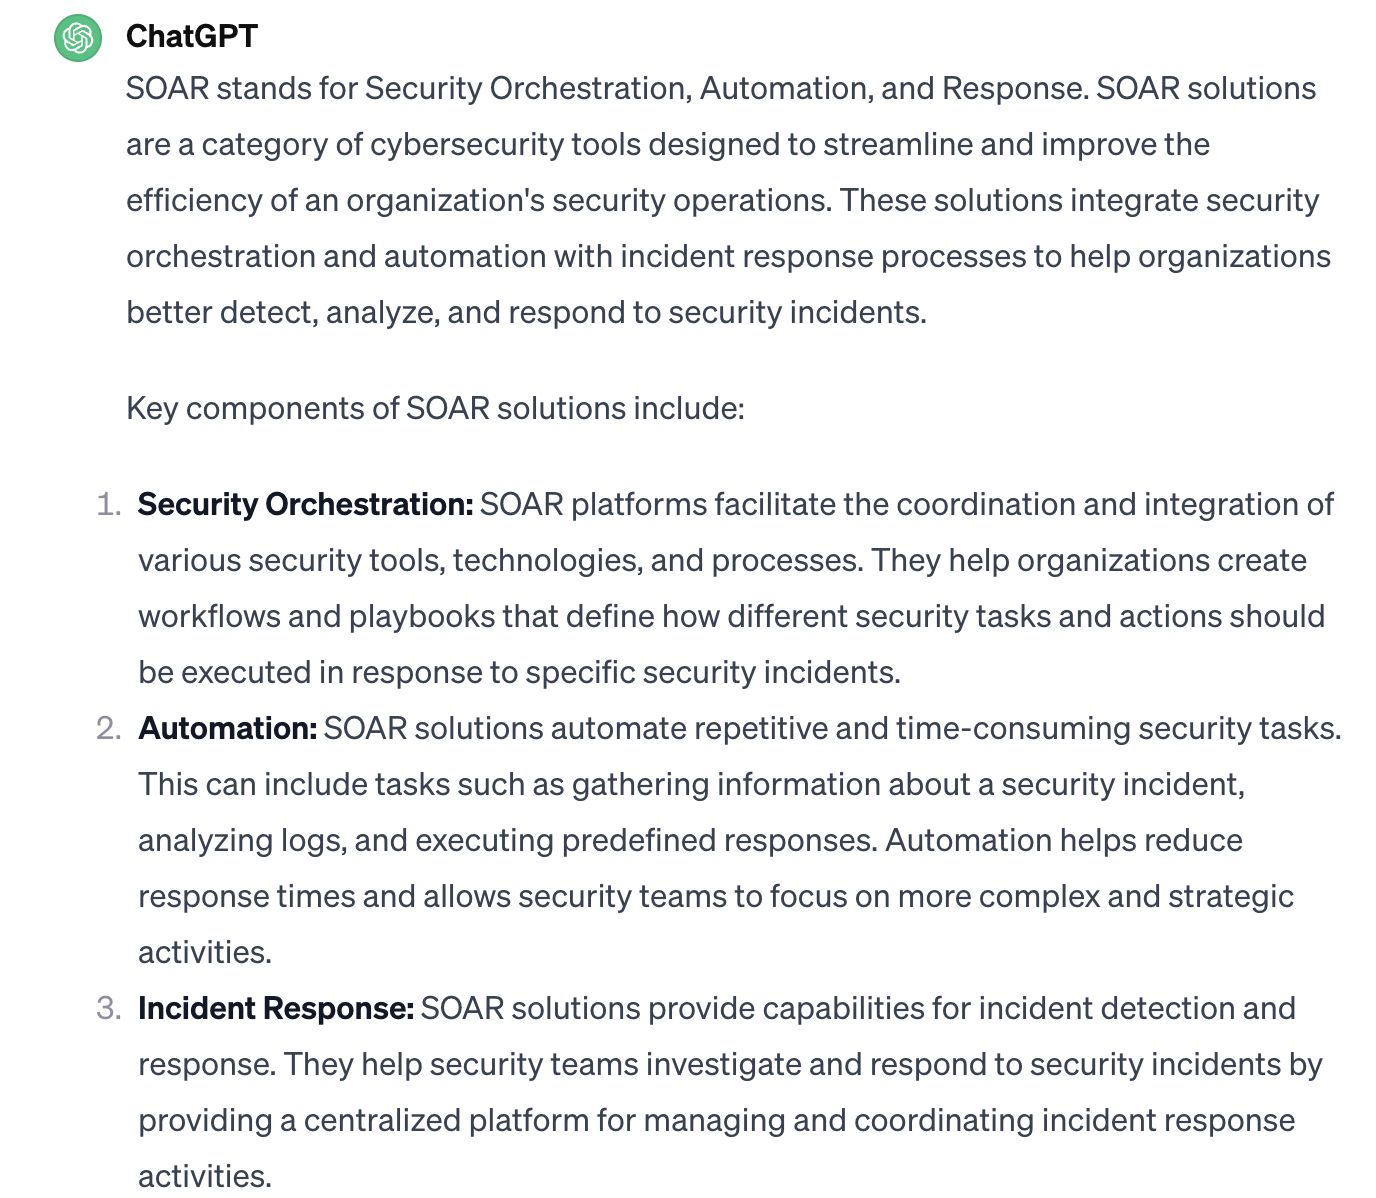 ChatGPT
SOAR stands for Security Orchestration, Automation, and Response. SOAR solutions
are a category of cybersecurity tools designed to streamline and improve the
efficiency of an organization's security operations. These solutions integrate security
orchestration and automation with incident response processes to help organizations
better detect, analyze, and respond to security incidents.
Key components of SOAR solutions include:
1. Security Orchestration: SOAR platforms facilitate the coordination and integration of
various security tools, technologies, and processes. They help organizations create
workflows and playbooks that define how different security tasks and actions should
be executed in response to specific security incidents.
2. Automation: SOAR solutions automate repetitive and time-consuming security tasks.
This can include tasks such as gathering information about a security incident,
analyzing logs, and executing predefined responses. Automation helps reduce
response times and allows security teams to focus on more complex and strategic
activities.
3. Incident Response: SOAR solutions provide capabilities for incident detection and
response. They help security teams investigate and respond to security incidents by
providing a centralized platform for managing and coordinating incident response
activities.